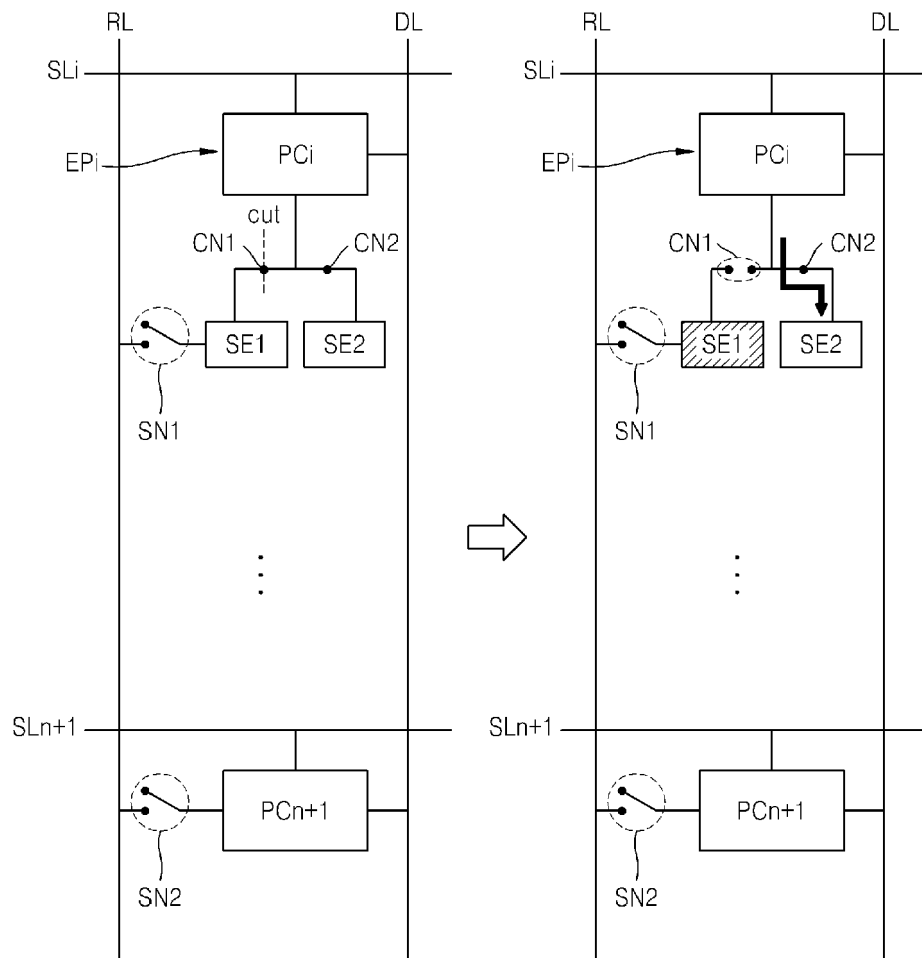 RL DL RL DL
SLi SLi
EPi PCi EPi PCi
cut
CN1 CN2 CN1 CN2
SE1 SE2 SE1 SE2
SN1 SN1
SLn+1 SLn+1
PCn+1 PCn+1
SN2 SN2